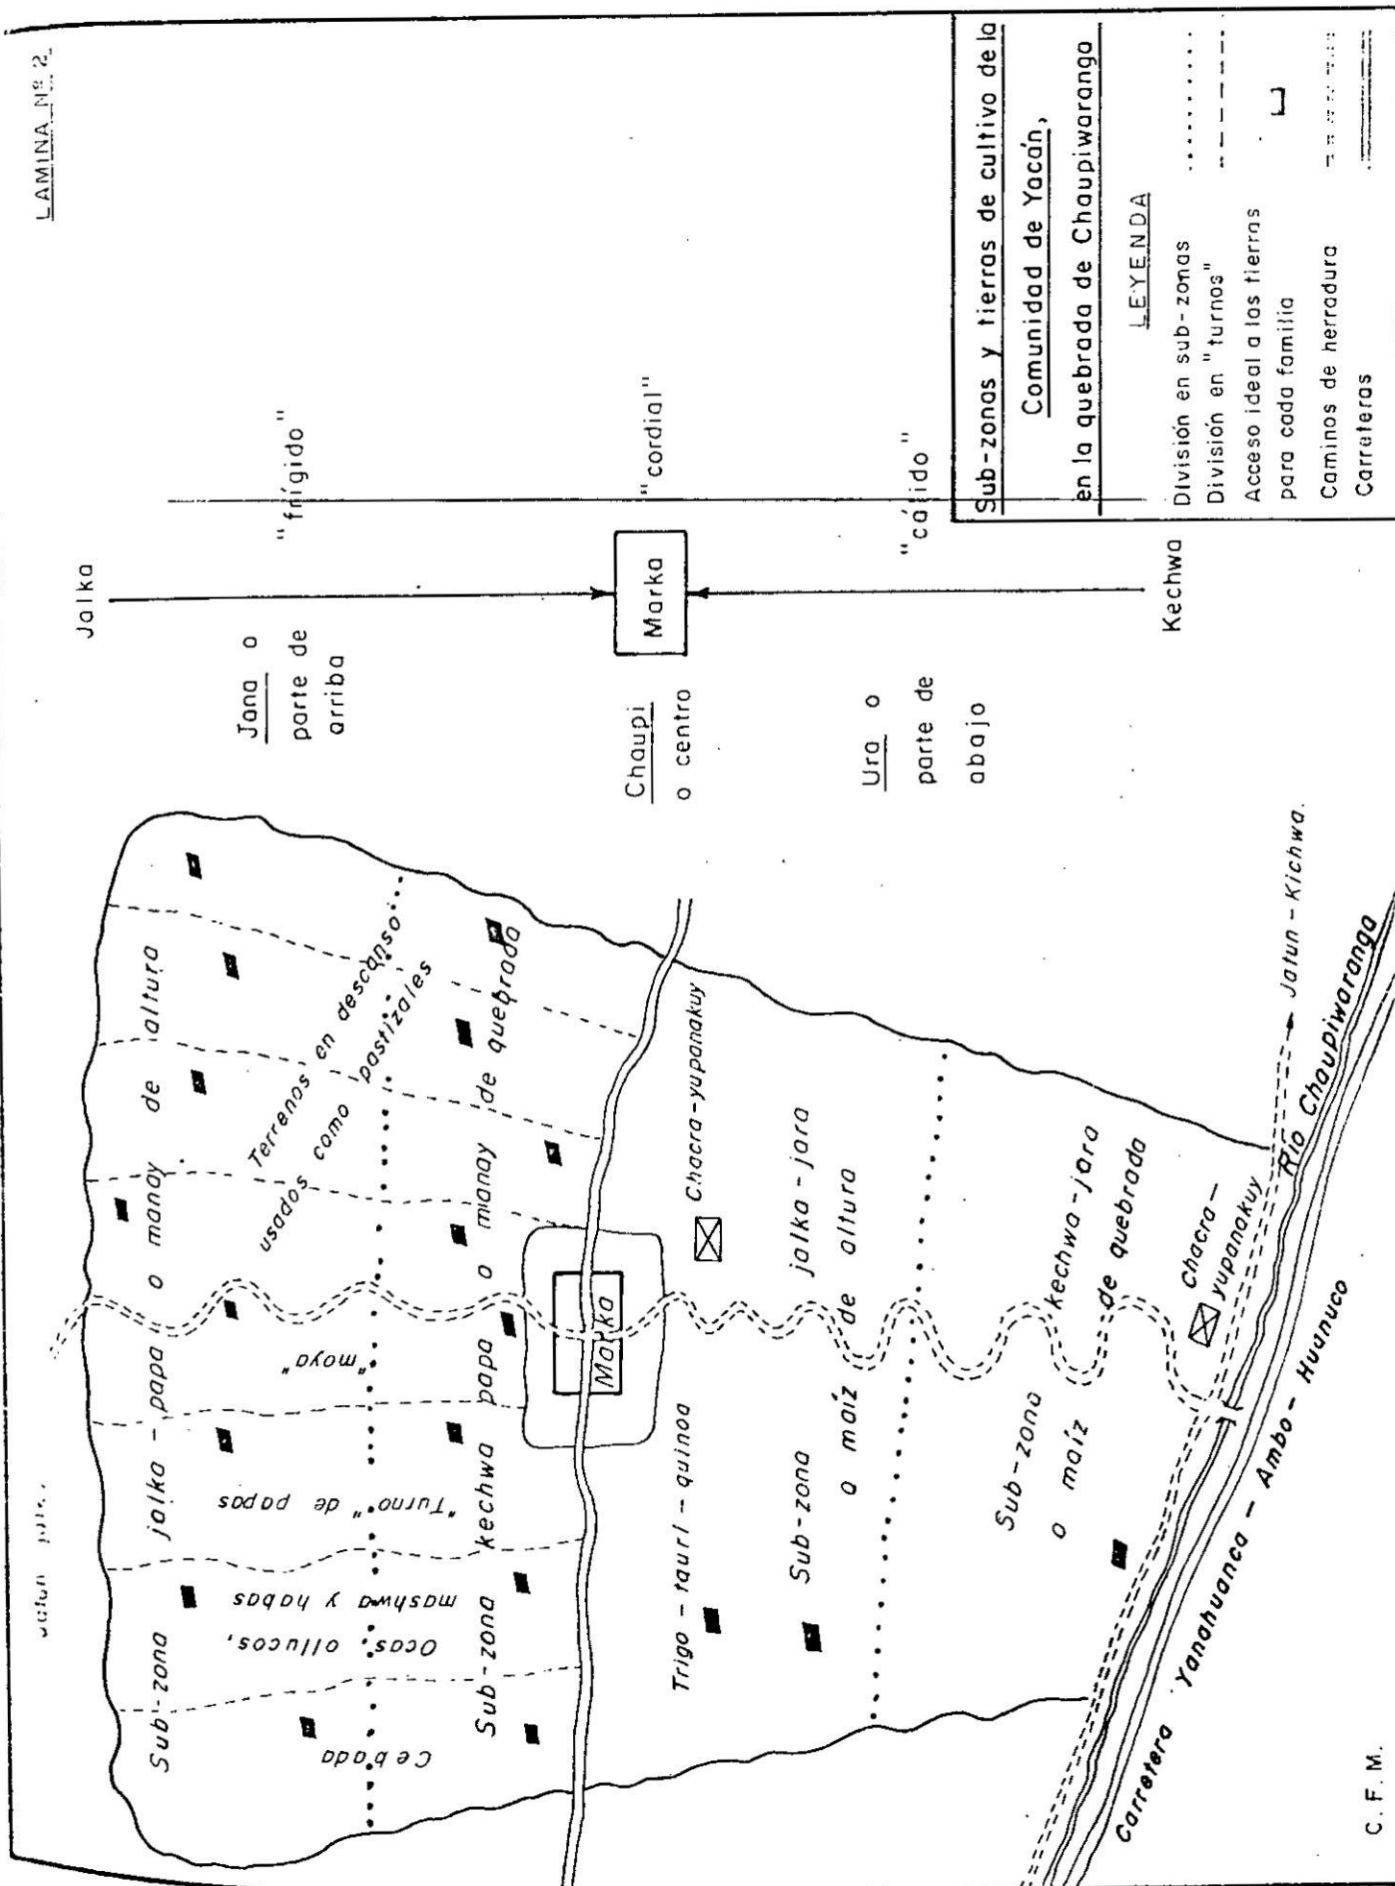 LAMINA Nº 2
Jalka
"frígido"
Jana o
parte de
arriba
Chaupi
o centro
Marka
"cordial"
Ura o
parte de
abajo
"cálido"
Kechwa
Jatun
Sub-zona jalka-papa o manay de altura
Terrenos en descanso
usados como pastizales
"moya"
"Turno" de papas
Ocas, ollucos,
mashwa y habas
Cebada
Sub-zona kechwa papa o manay de quebrada
Marka
Trigo-taurl-quinoa
Chacra-yupanakuy
Sub-zona jalka-jara
o maíz de altura
Sub-zona kechwa-jara
o maíz de quebrada
Chacra-
yupanakuy
Jatun-Kichwa.
Río Chaupiwaranga
Carretera Yanahuanca - Ambo - Huanuco
C. F. M.
Sub-zonas y tierras de cultivo de la
Comunidad de Yacán,
en la quebrada de Chaupiwaranga
LEYENDA
División en sub-zonas
División en "turnos"
Acceso ideal a las tierras
para cada familia
Caminos de herradura
Carreteras